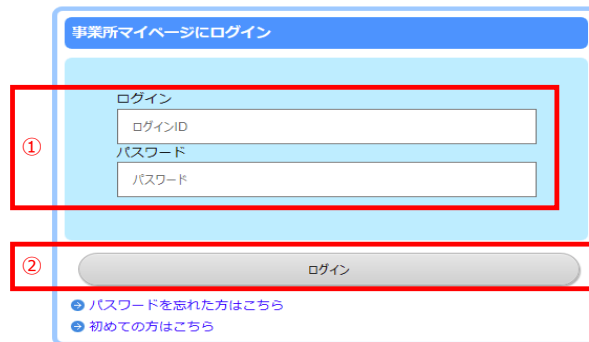 事業所マイページにログイン
ログイン
① ログインID
パスワード
パスワード
② ログイン
パスワードを忘れた方はこちら
初めての方はこちら